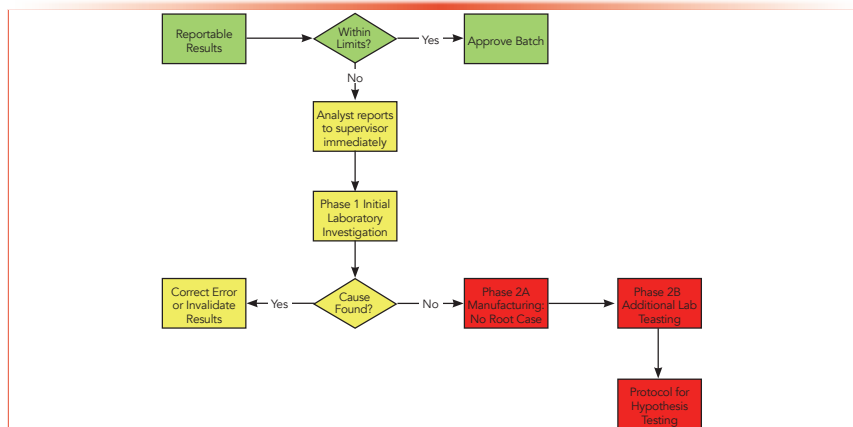 Reportable
Results
Within
Limits?
Yes
Approve Batch
No
Analyst reports
to supervisor
immediately
Phase 1 Initial
Laboratory
Investigation
Correct Error
or Invalidate
Results
Yes
Cause
Found?
No
Phase 2A
Manufacturing:
No Root Case
Phase 2B
Additional Lab
Teasting
Protocol for
Hypothesis
Testing